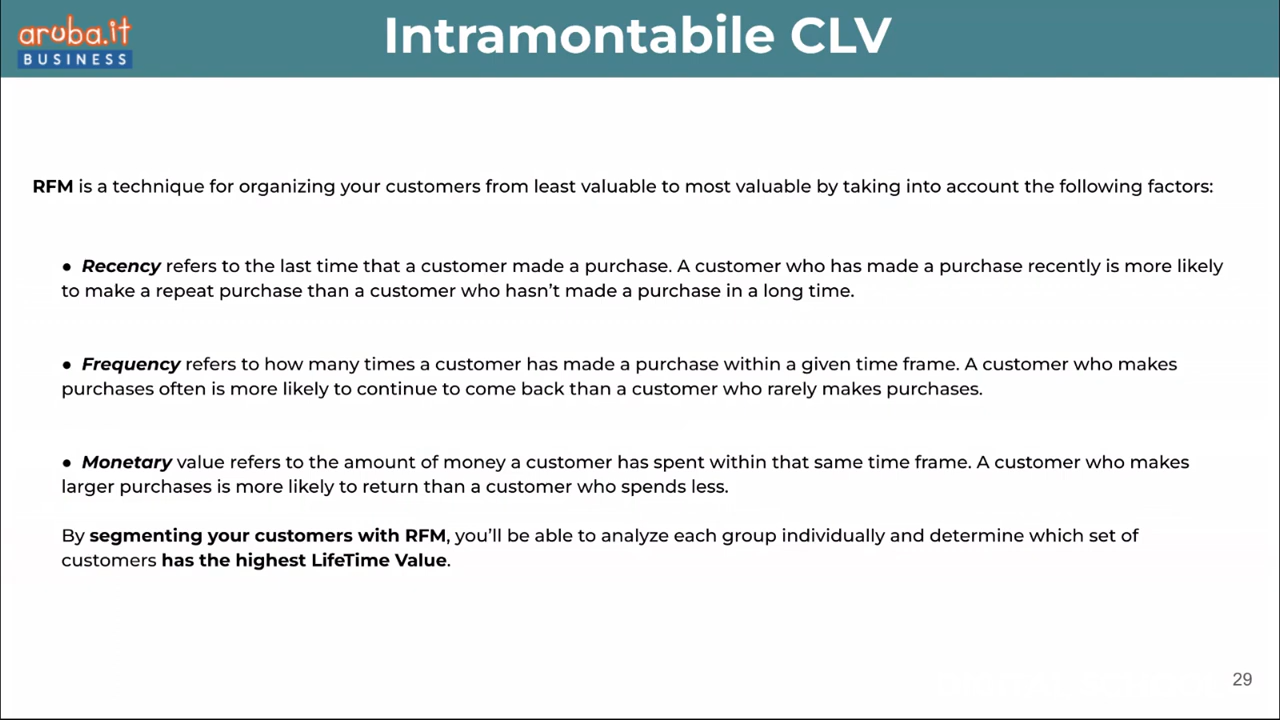 aruba.it
BUSINESS
Intramontabile CLV
RFM is a technique for organizing your customers from least valuable to most valuable by taking into account the following factors:
● Recency refers to the last time that a customer made a purchase. A customer who has made a purchase recently is more likely
to make a repeat purchase than a customer who hasn’t made a purchase in a long time.
● Frequency refers to how many times a customer has made a purchase within a given time frame. A customer who makes
purchases often is more likely to continue to come back than a customer who rarely makes purchases.
● Monetary value refers to the amount of money a customer has spent within that same time frame. A customer who makes
larger purchases is more likely to return than a customer who spends less.
By segmenting your customers with RFM, you’ll be able to analyze each group individually and determine which set of
customers has the highest LifeTime Value.
29